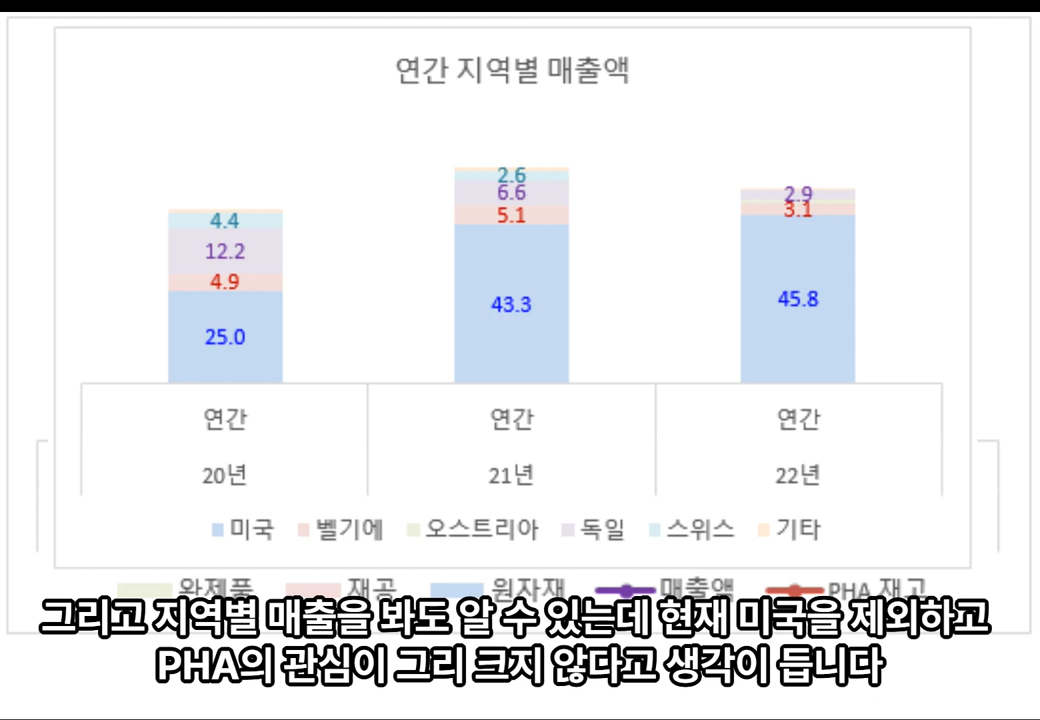 연간 지역별 매출액
4.4
12.2
4.9
25.0
2.6
6.6
5.1
43.3
2.9
3.1
45.8
연간 연간 연간
20년 21년 22년
미국 벨기에 오스트리아 독일 스위스 기타
완제품 재공 원자재 매출액 PHA 재고
그리고 지역별 매출을 봐도 알 수 있는데 현재 미국을 제외하고
PHA의 관심이 그리 크지 않다고 생각이 듭니다